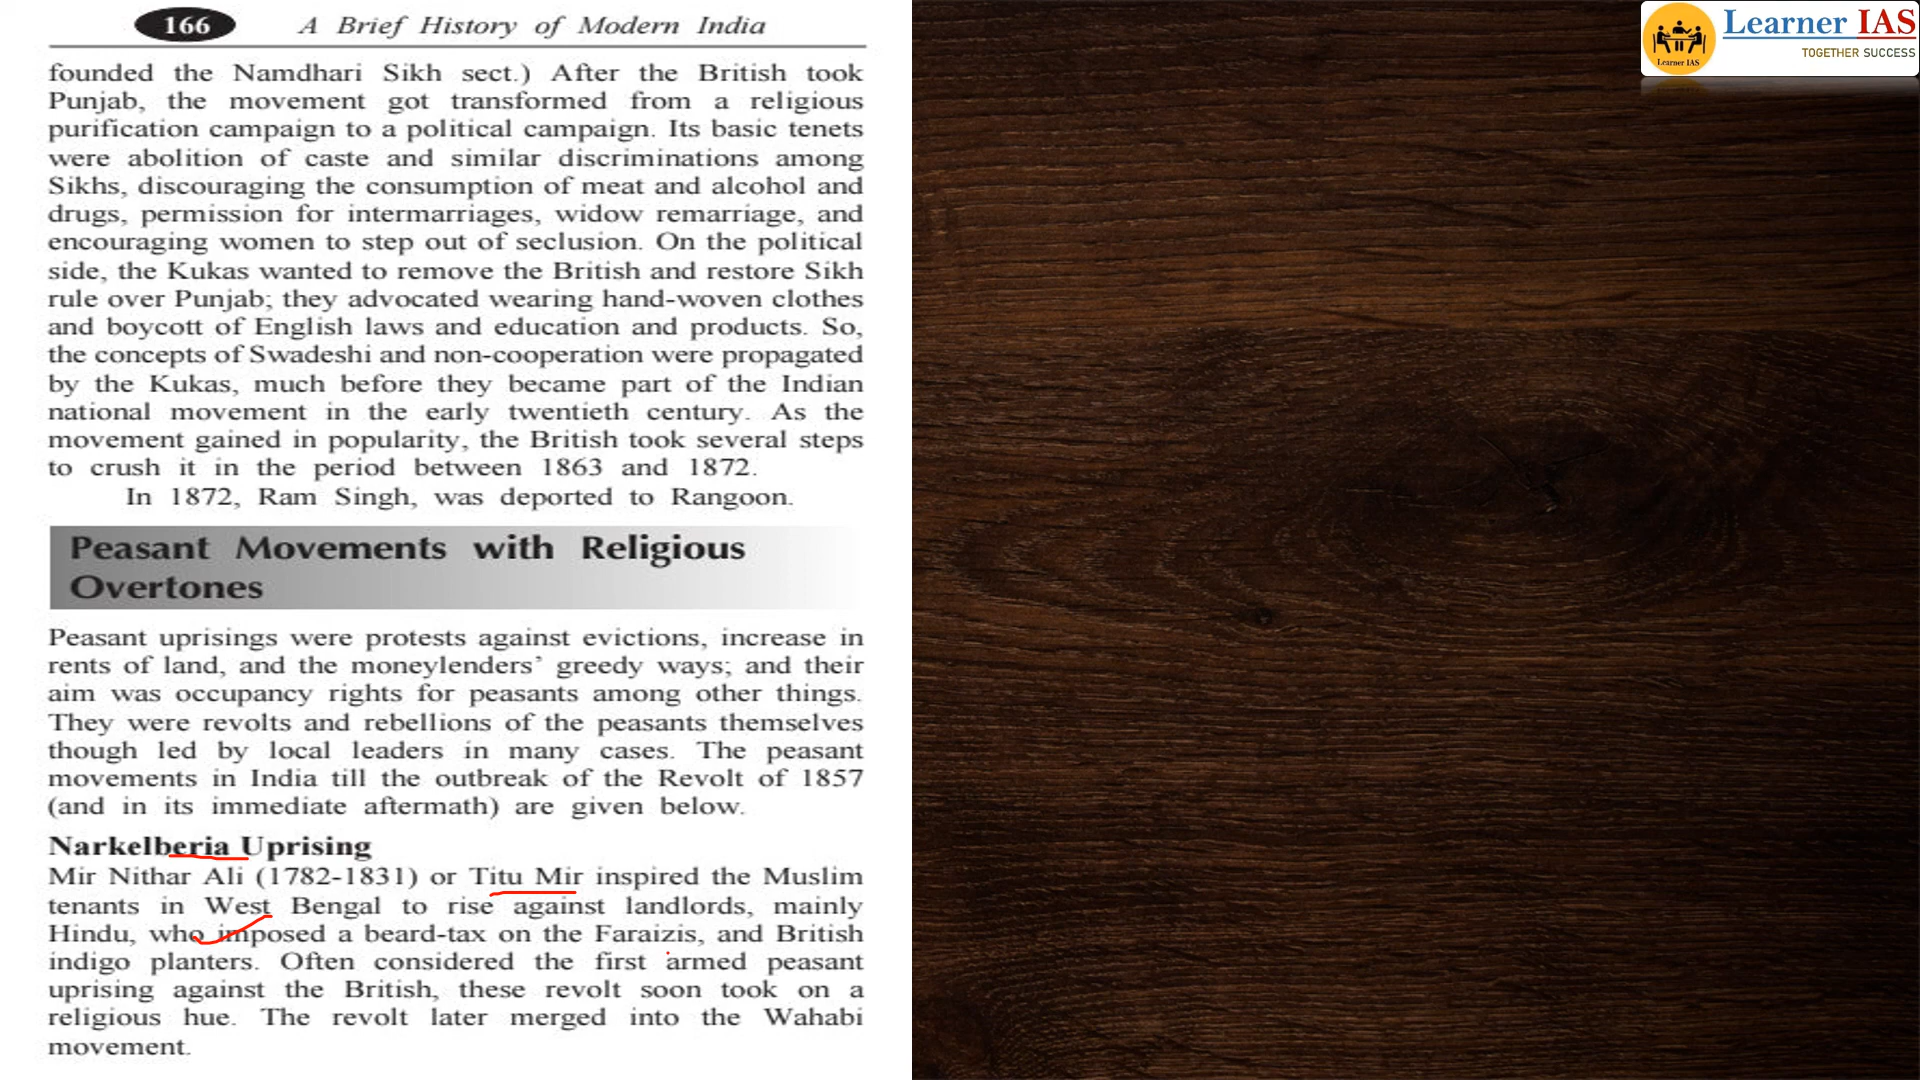 166 A Brief History of Modern India
founded the Namdhari Sikh sect.) After the British took
Punjab, the movement got transformed from a religious
purification campaign to a political campaign. Its basic tenets
were abolition of caste and similar discriminations among
Sikhs, discouraging the consumption of meat and alcohol and
drugs, permission for intermarriages, widow remarriage, and
encouraging women to step out of seclusion. On the political
side, the Kukas wanted to remove the British and restore Sikh
rule over Punjab; they advocated wearing hand-woven clothes
and boycott of English laws and education and products. So,
the concepts of Swadeshi and non-cooperation were propagated
by the Kukas, much before they became part of the Indian
national movement in the early twentieth century. As the
movement gained in popularity, the British took several steps
to crush it in the period between 1863 and 1872.
In 1872, Ram Singh, was deported to Rangoon.
Peasant Movements with Religious
Overtones
Peasant uprisings were protests against evictions, increase in
rents of land, and the moneylenders’ greedy ways; and their
aim was occupancy rights for peasants among other things.
They were revolts and rebellions of the peasants themselves
though led by local leaders in many cases. The peasant
movements in India till the outbreak of the Revolt of 1857
(and in its immediate aftermath) are given below.
Narkelberia Uprising
Mir Nithar Ali (1782-1831) or Titu Mir inspired the Muslim
tenants in West Bengal to rise against landlords, mainly
Hindu, who imposed a beard-tax on the Faraizis, and British
indigo planters. Often considered the first armed peasant
uprising against the British, these revolt soon took on a
religious hue. The revolt later merged into the Wahabi
movement.
Learner IAS
Learner IAS
TOGETHER SUCCESS